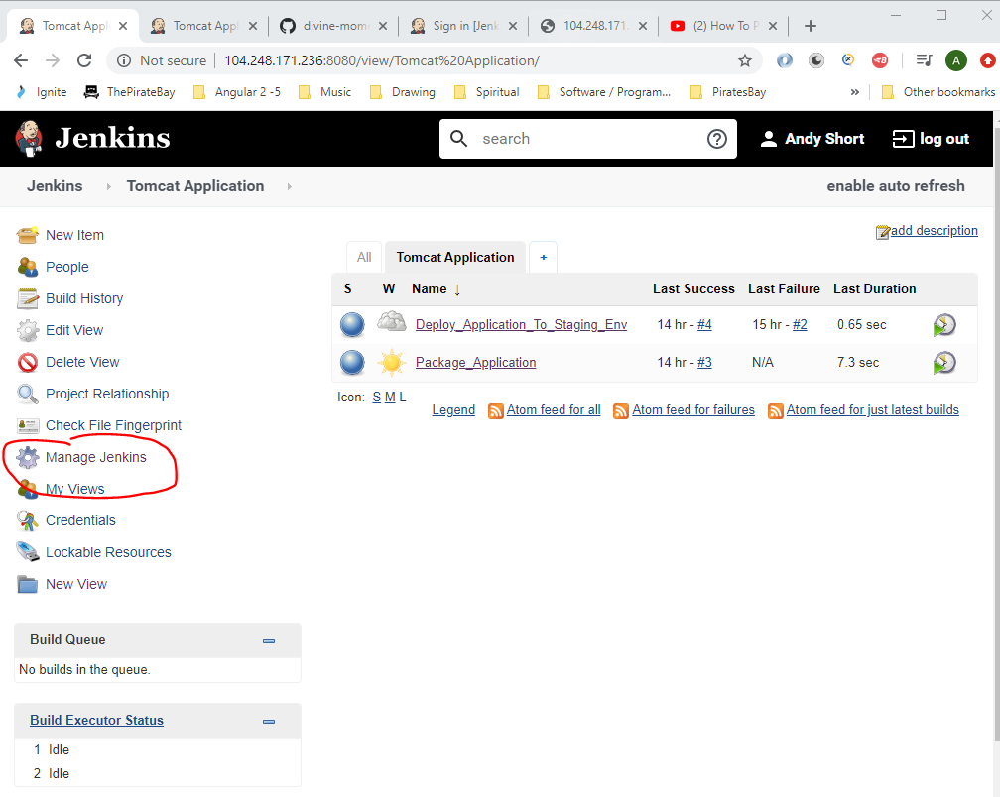 Tomcat Appl
Tomcat Appl
divine-mom
Sign in [Jenk
104.248.171.
(2) How To P
Not secure
104.248.171.236:8080/view/Tomcat%20Application/
A
Ignite
ThePirateBay
Angular 2 -5
Music
Drawing
Spiritual
Software / Program...
PiratesBay
»
Other bookmarks
Jenkins
search
Andy Short
log out
Jenkins
Tomcat Application
enable auto refresh
New Item
People
Build History
Edit View
Delete View
Project Relationship
Check File Fingerprint
Manage Jenkins
My Views
Credentials
Lockable Resources
New View
Build Queue
No builds in the queue.
Build Executor Status
1 Idle
2 Idle
add description
All
Tomcat Application
+
S W Name ↓ Last Success Last Failure Last Duration
Deploy_Application_To_Staging_Env 14 hr - #4 15 hr - #2 0.65 sec
Package_Application 14 hr - #3 N/A 7.3 sec
Icon: S M L
Legend Atom feed for all Atom feed for failures Atom feed for just latest builds